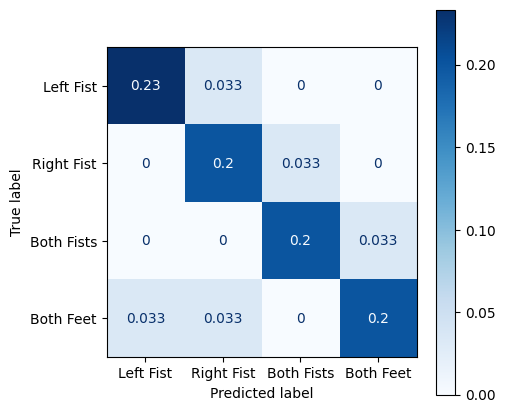 Left Fist 0.23 0.033 0 0
Right Fist 0 0.2 0.033 0
Both Fists 0 0 0.2 0.033
Both Feet 0.033 0.033 0 0.2
Left Fist Right Fist Both Fists Both Feet
Predicted label
True label
0.20
0.15
0.10
0.05
0.00